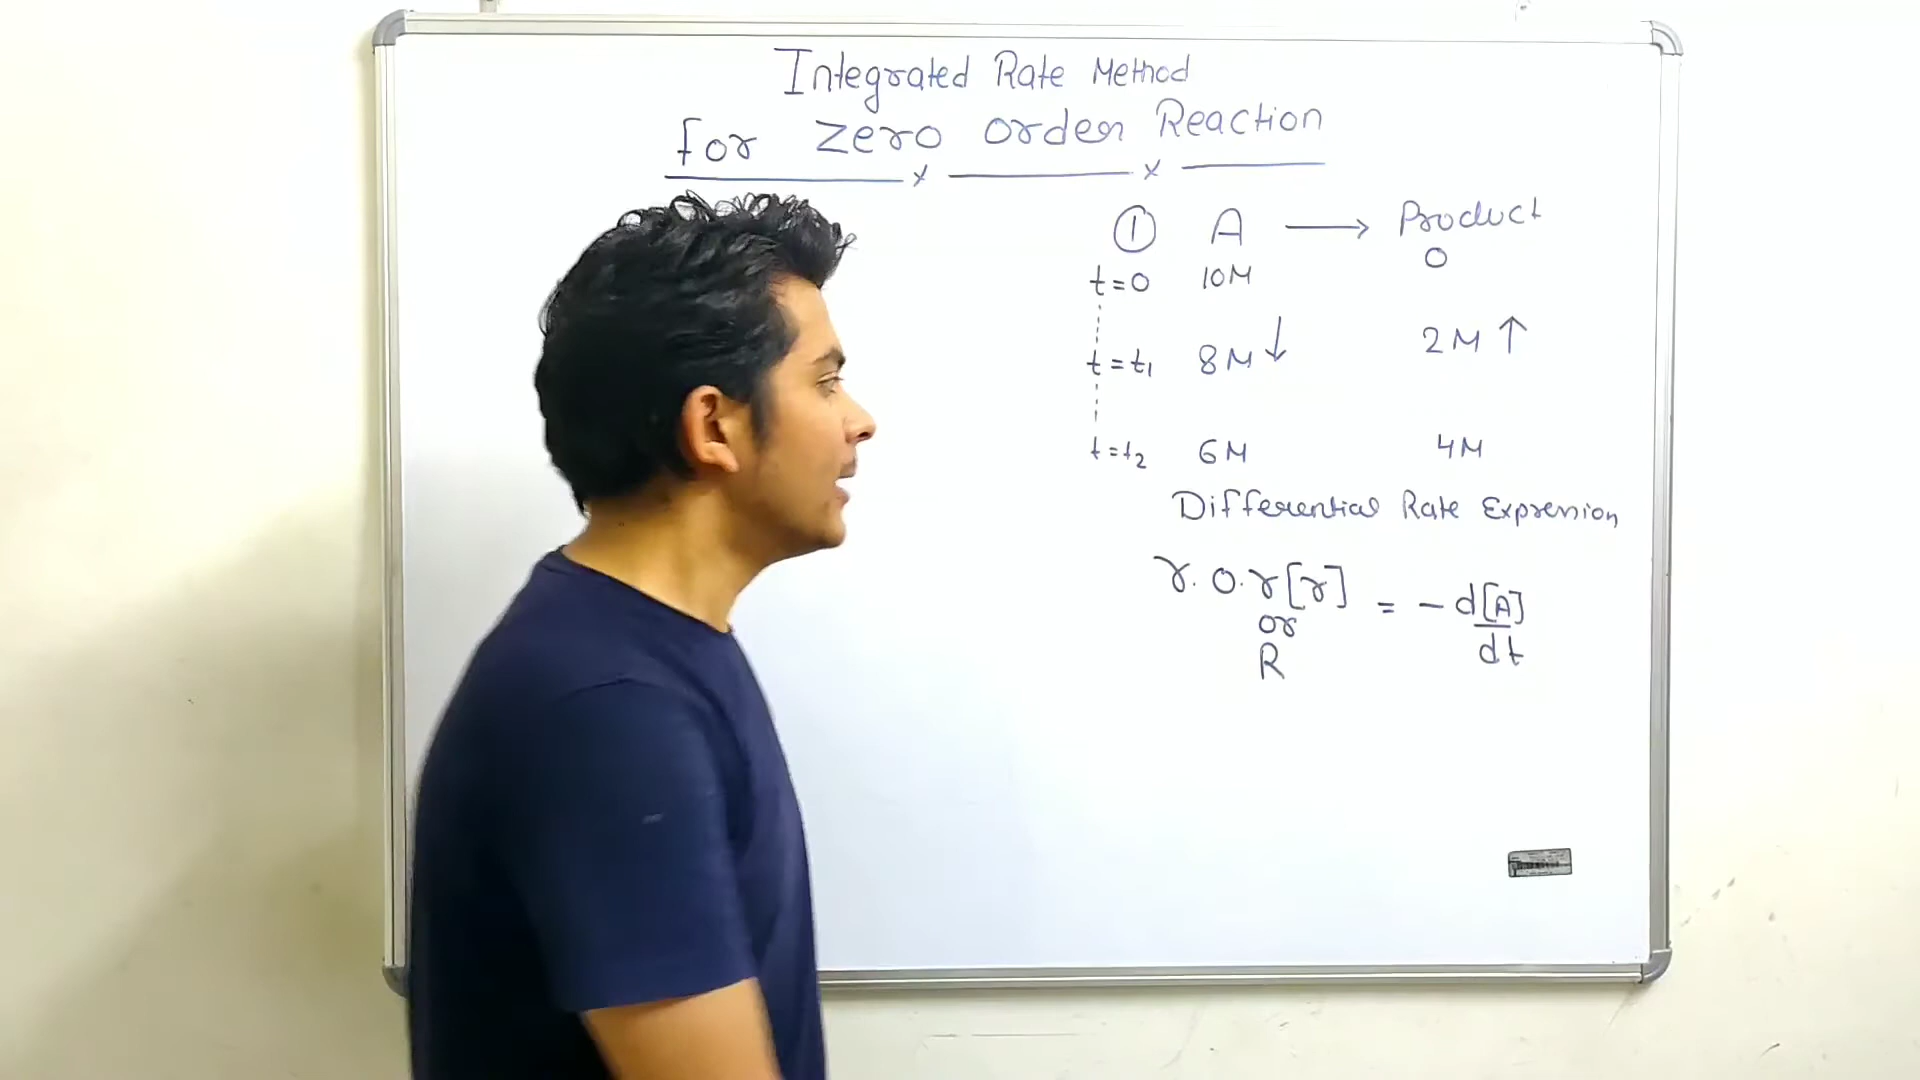 Integrated Rate Method
for zero order Reaction
① A ⟶ Product
t=0 10M 0
t=t₁ 8M↓ 2M↑
t=t₂ 6M 4M
Differential Rate Expression
r.o.r[r] = -d[A]
or dt
R